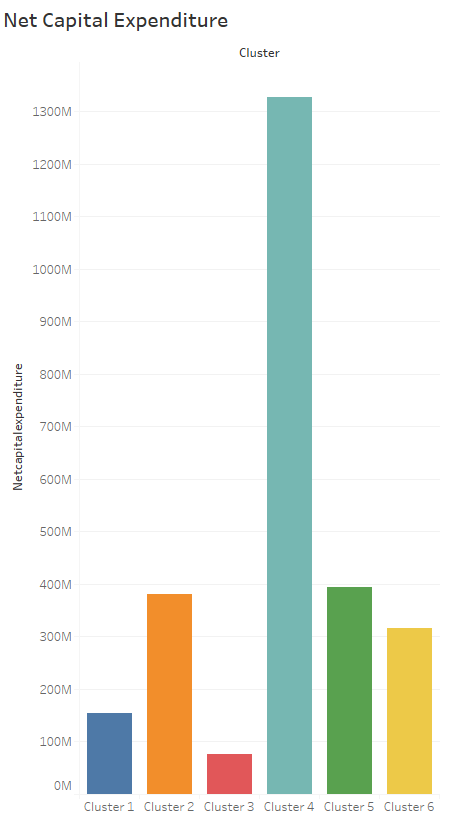 Net Capital Expenditure
Cluster
Netcapitalexpenditure
1300M
1200M
1100M
1000M
900M
800M
700M
600M
500M
400M
300M
200M
100M
0M
Cluster 1 Cluster 2 Cluster 3 Cluster 4 Cluster 5 Cluster 6